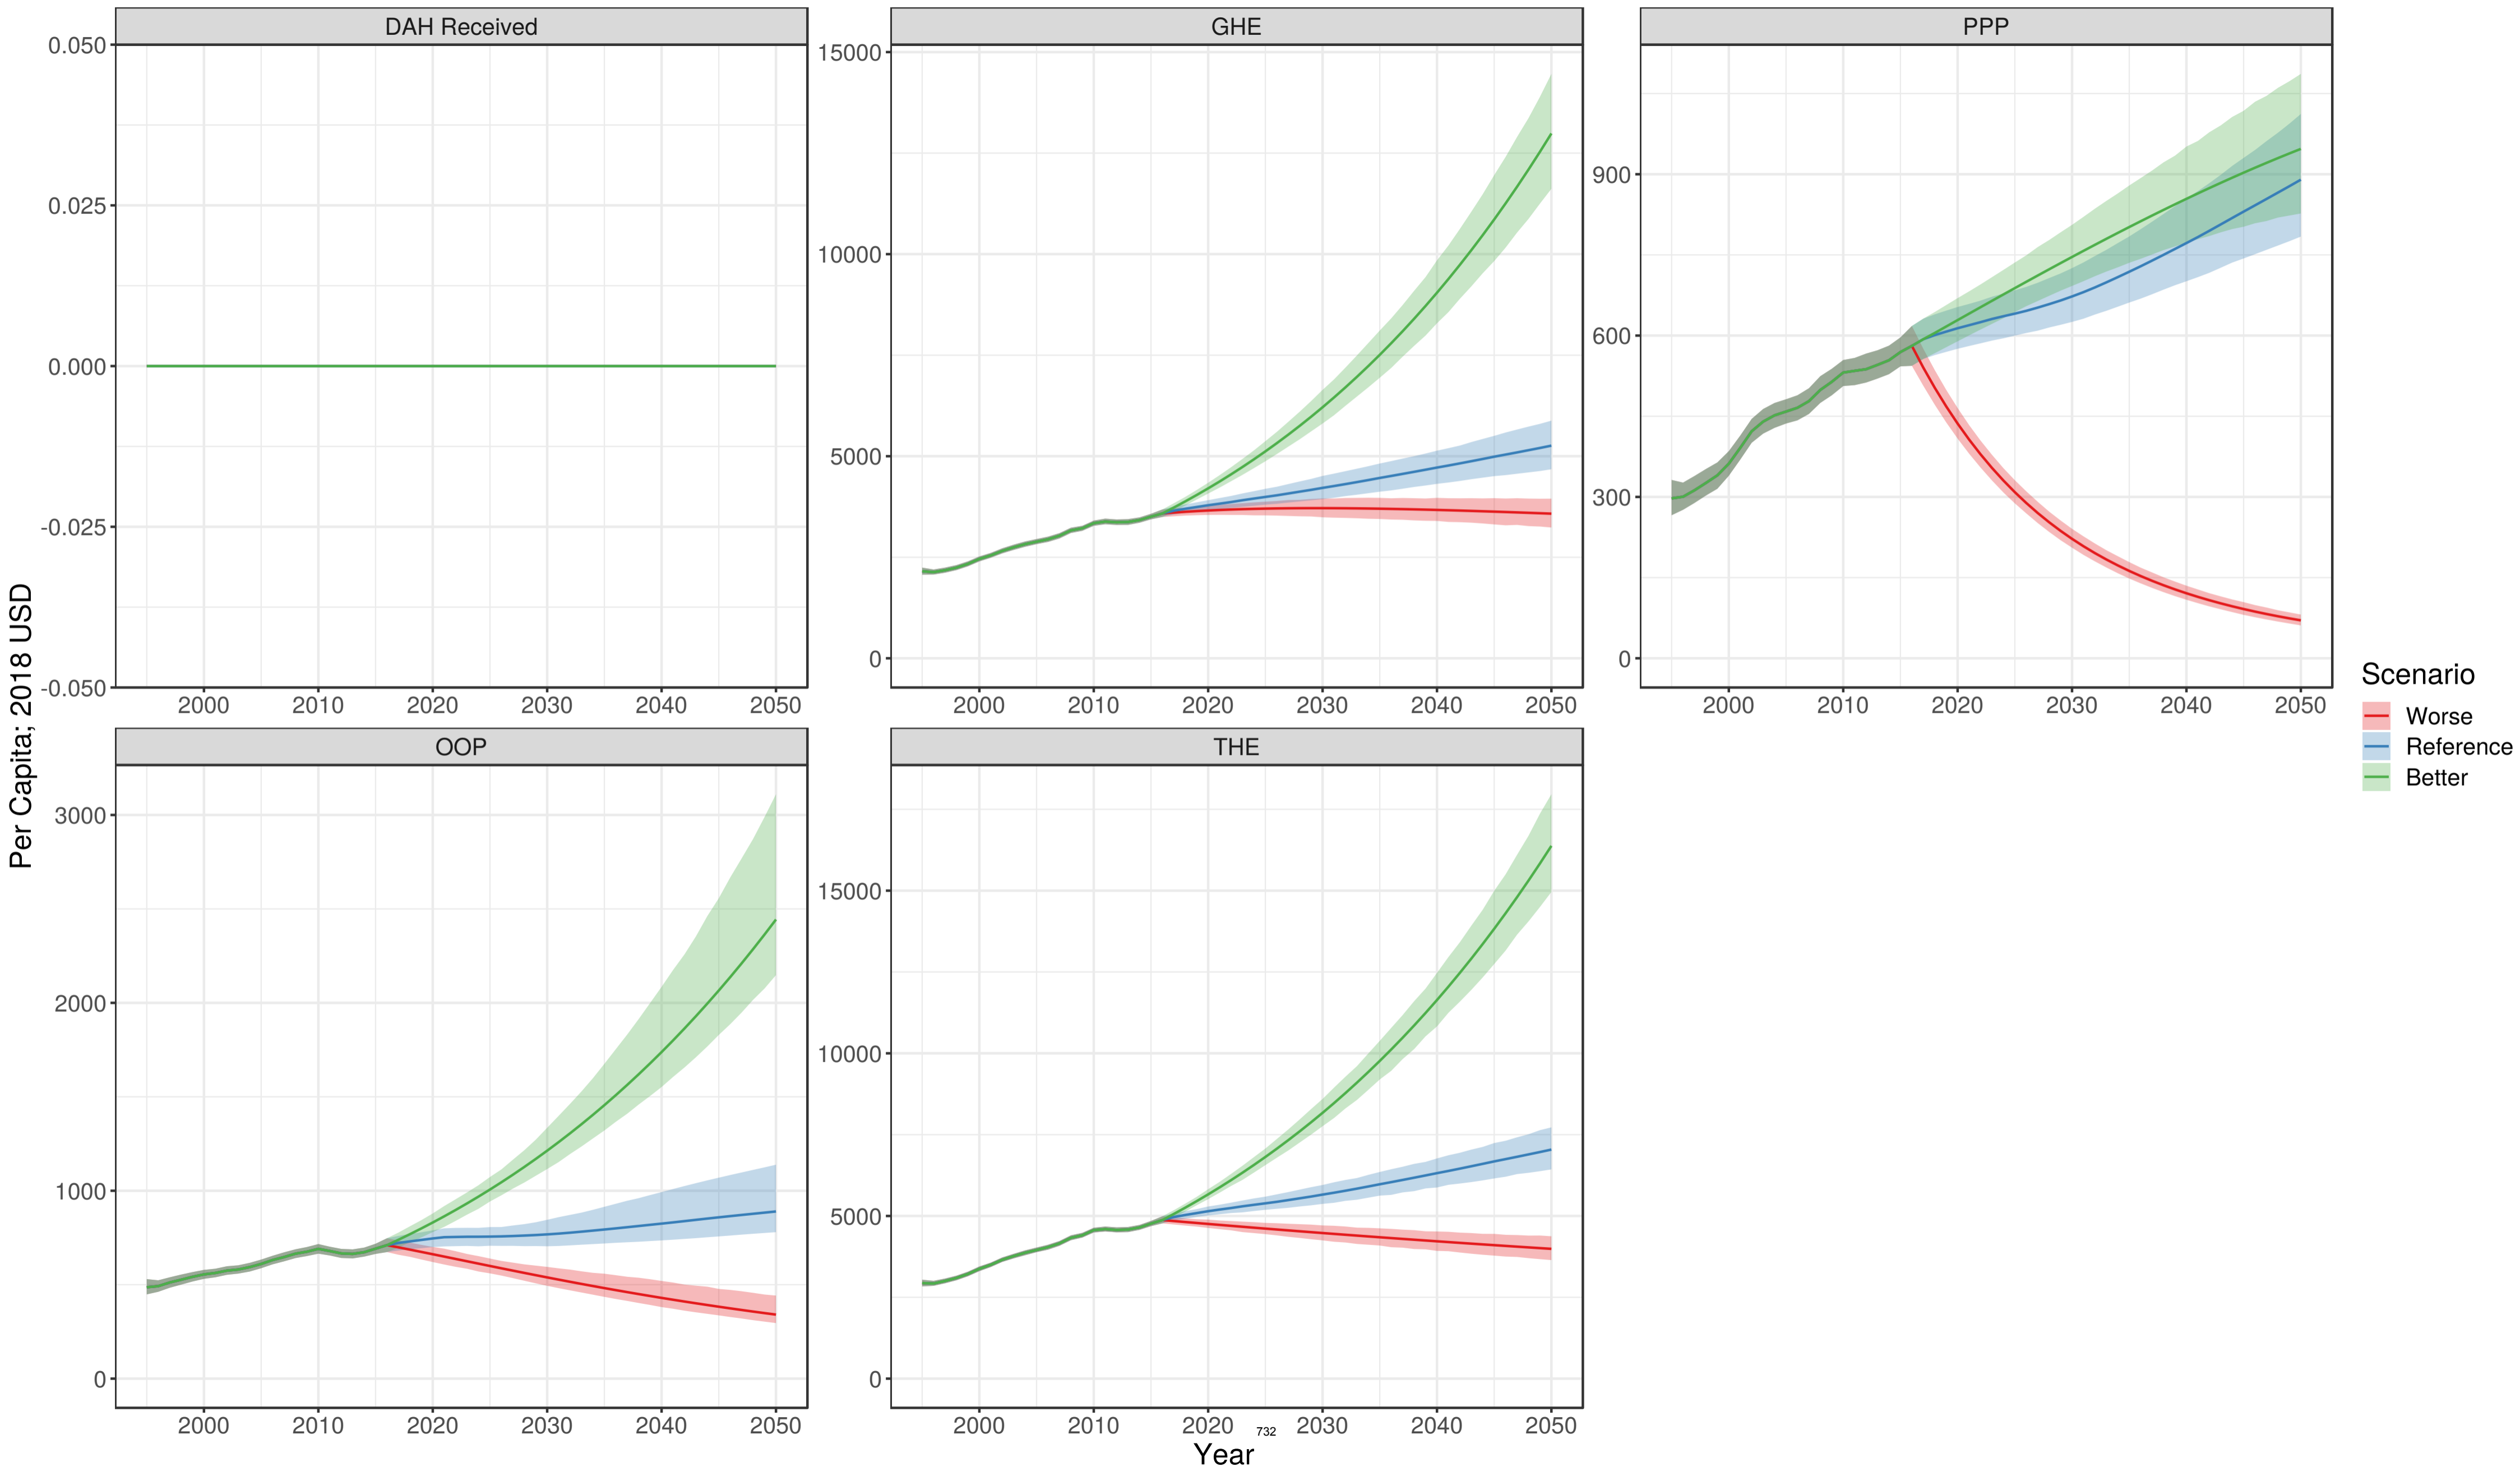 DAH Received
GHE
PPP
0.050
0.025
0.000
-0.025
-0.050
15000
10000
5000
0
900
600
300
0
2000 2010 2020 2030 2040 2050
2000 2010 2020 2030 2040 2050
2000 2010 2020 2030 2040 2050
OOP
THE
3000
2000
1000
0
15000
10000
5000
0
2000 2010 2020 2030 2040 2050
2000 2010 2020 2030 2040 2050
Per Capita; 2018 USD
Year
732
Scenario
Worse
Reference
Better